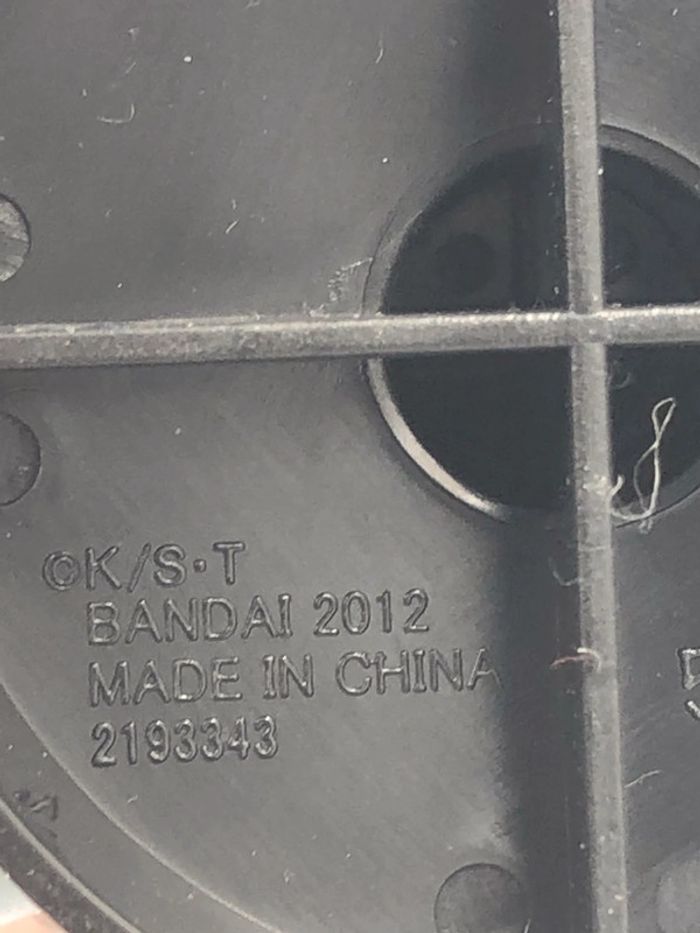 ©K/S・T
BANDAI 2012
MADE IN CHINA
2193343